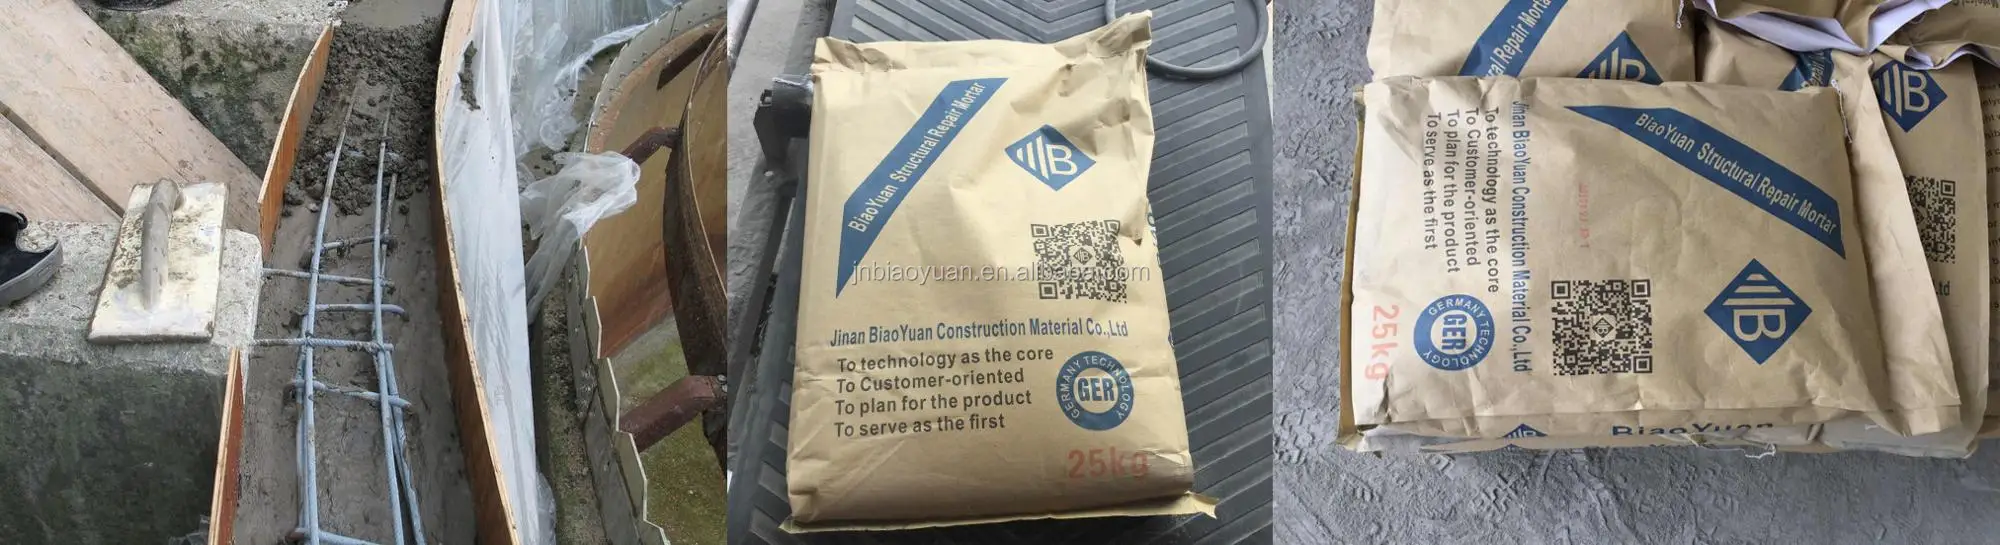 BiaoYuan Structural Repair Mortar
B
jnbiaoyuan.en.alibaba.com
Jinan BiaoYuan Construction Material Co.,Ltd
To technology as the core
To Customer-oriented
To plan for the product
To serve as the first
GERMANY TECHNOLOGY
GER
25kg
Structural Repair Mortar
B
B
BiaoYuan Structural Repair Mortar
B
Jinan BiaoYuan Construction Material Co.,Ltd
To technology as the core
To Customer-oriented
To plan for the product
To serve as the first
GERMANY TECHNOLOGY
GER
25kg
BiaoYuan